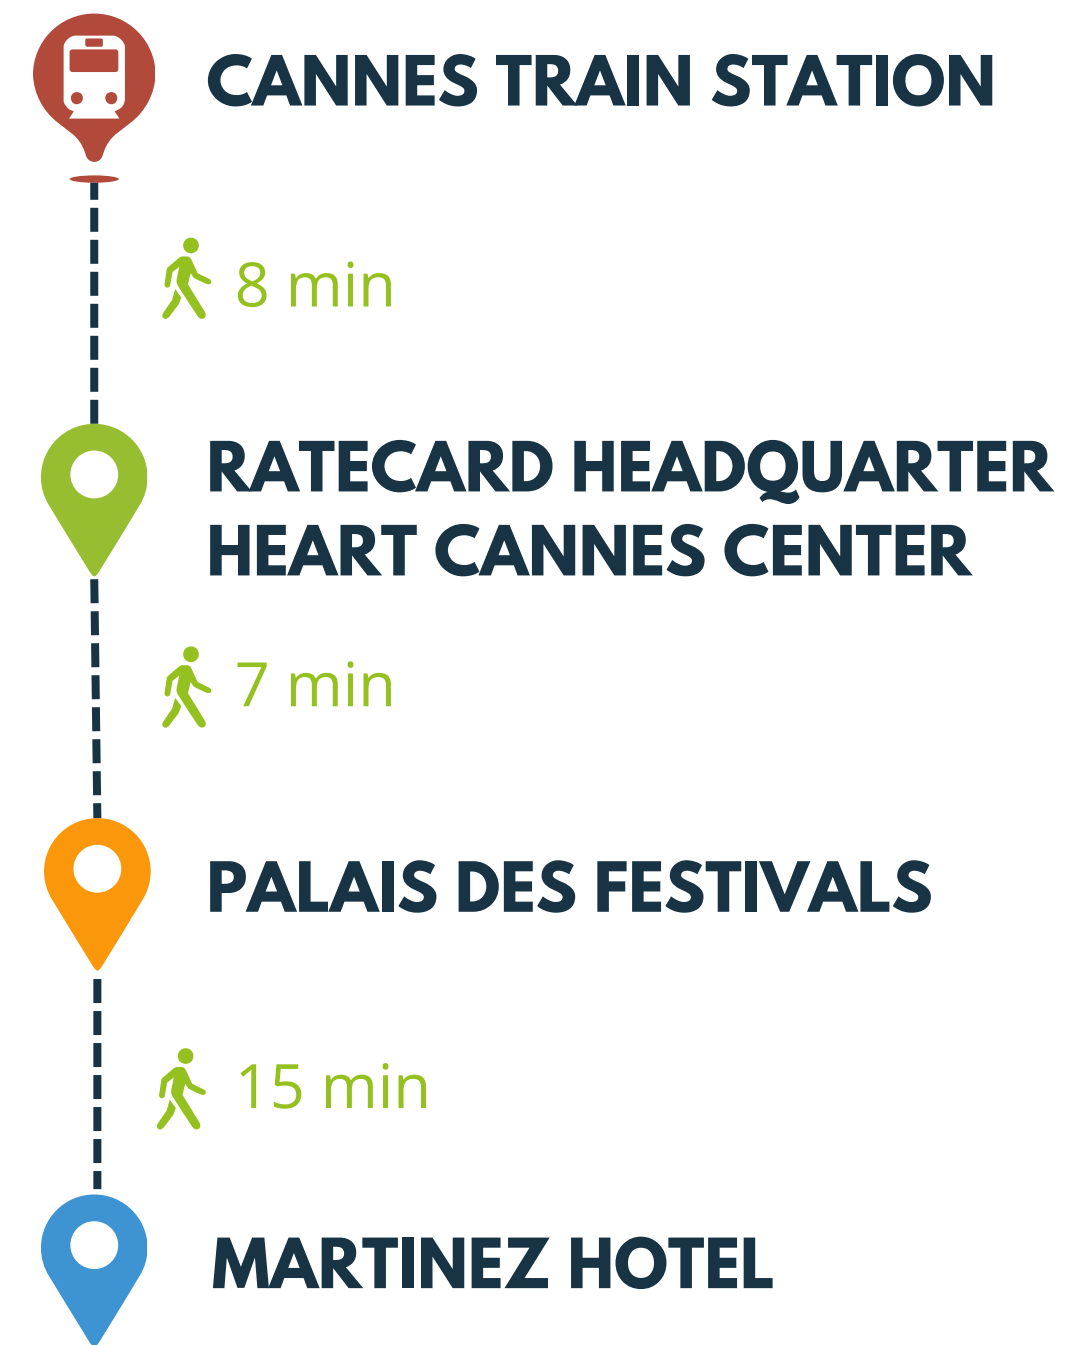 CANNES TRAIN STATION
8 min
RATECARD HEADQUARTER
HEART CANNES CENTER
7 min
PALAIS DES FESTIVALS
15 min
MARTINEZ HOTEL